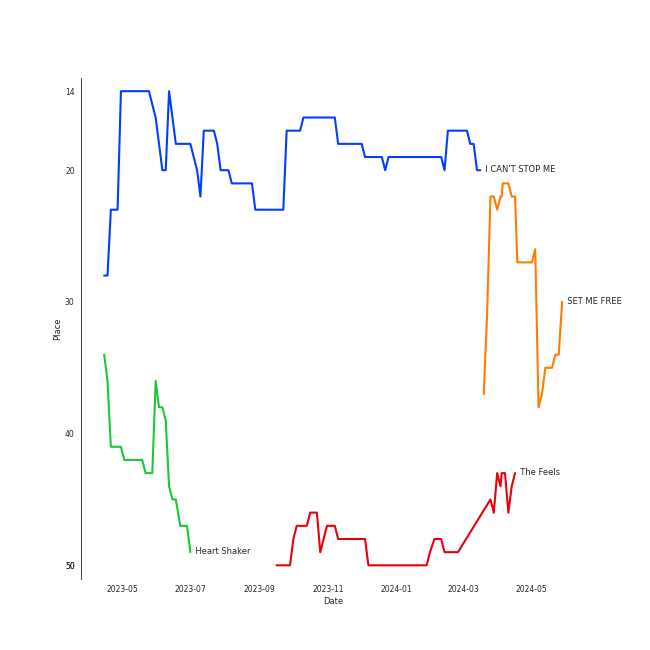 14
20
I CAN'T STOP ME
30
SET ME FREE
Place
40
The Feels
Heart Shaker
50
2023-05 2023-07 2023-09 2023-11 2024-01 2024-03 2024-05
Date